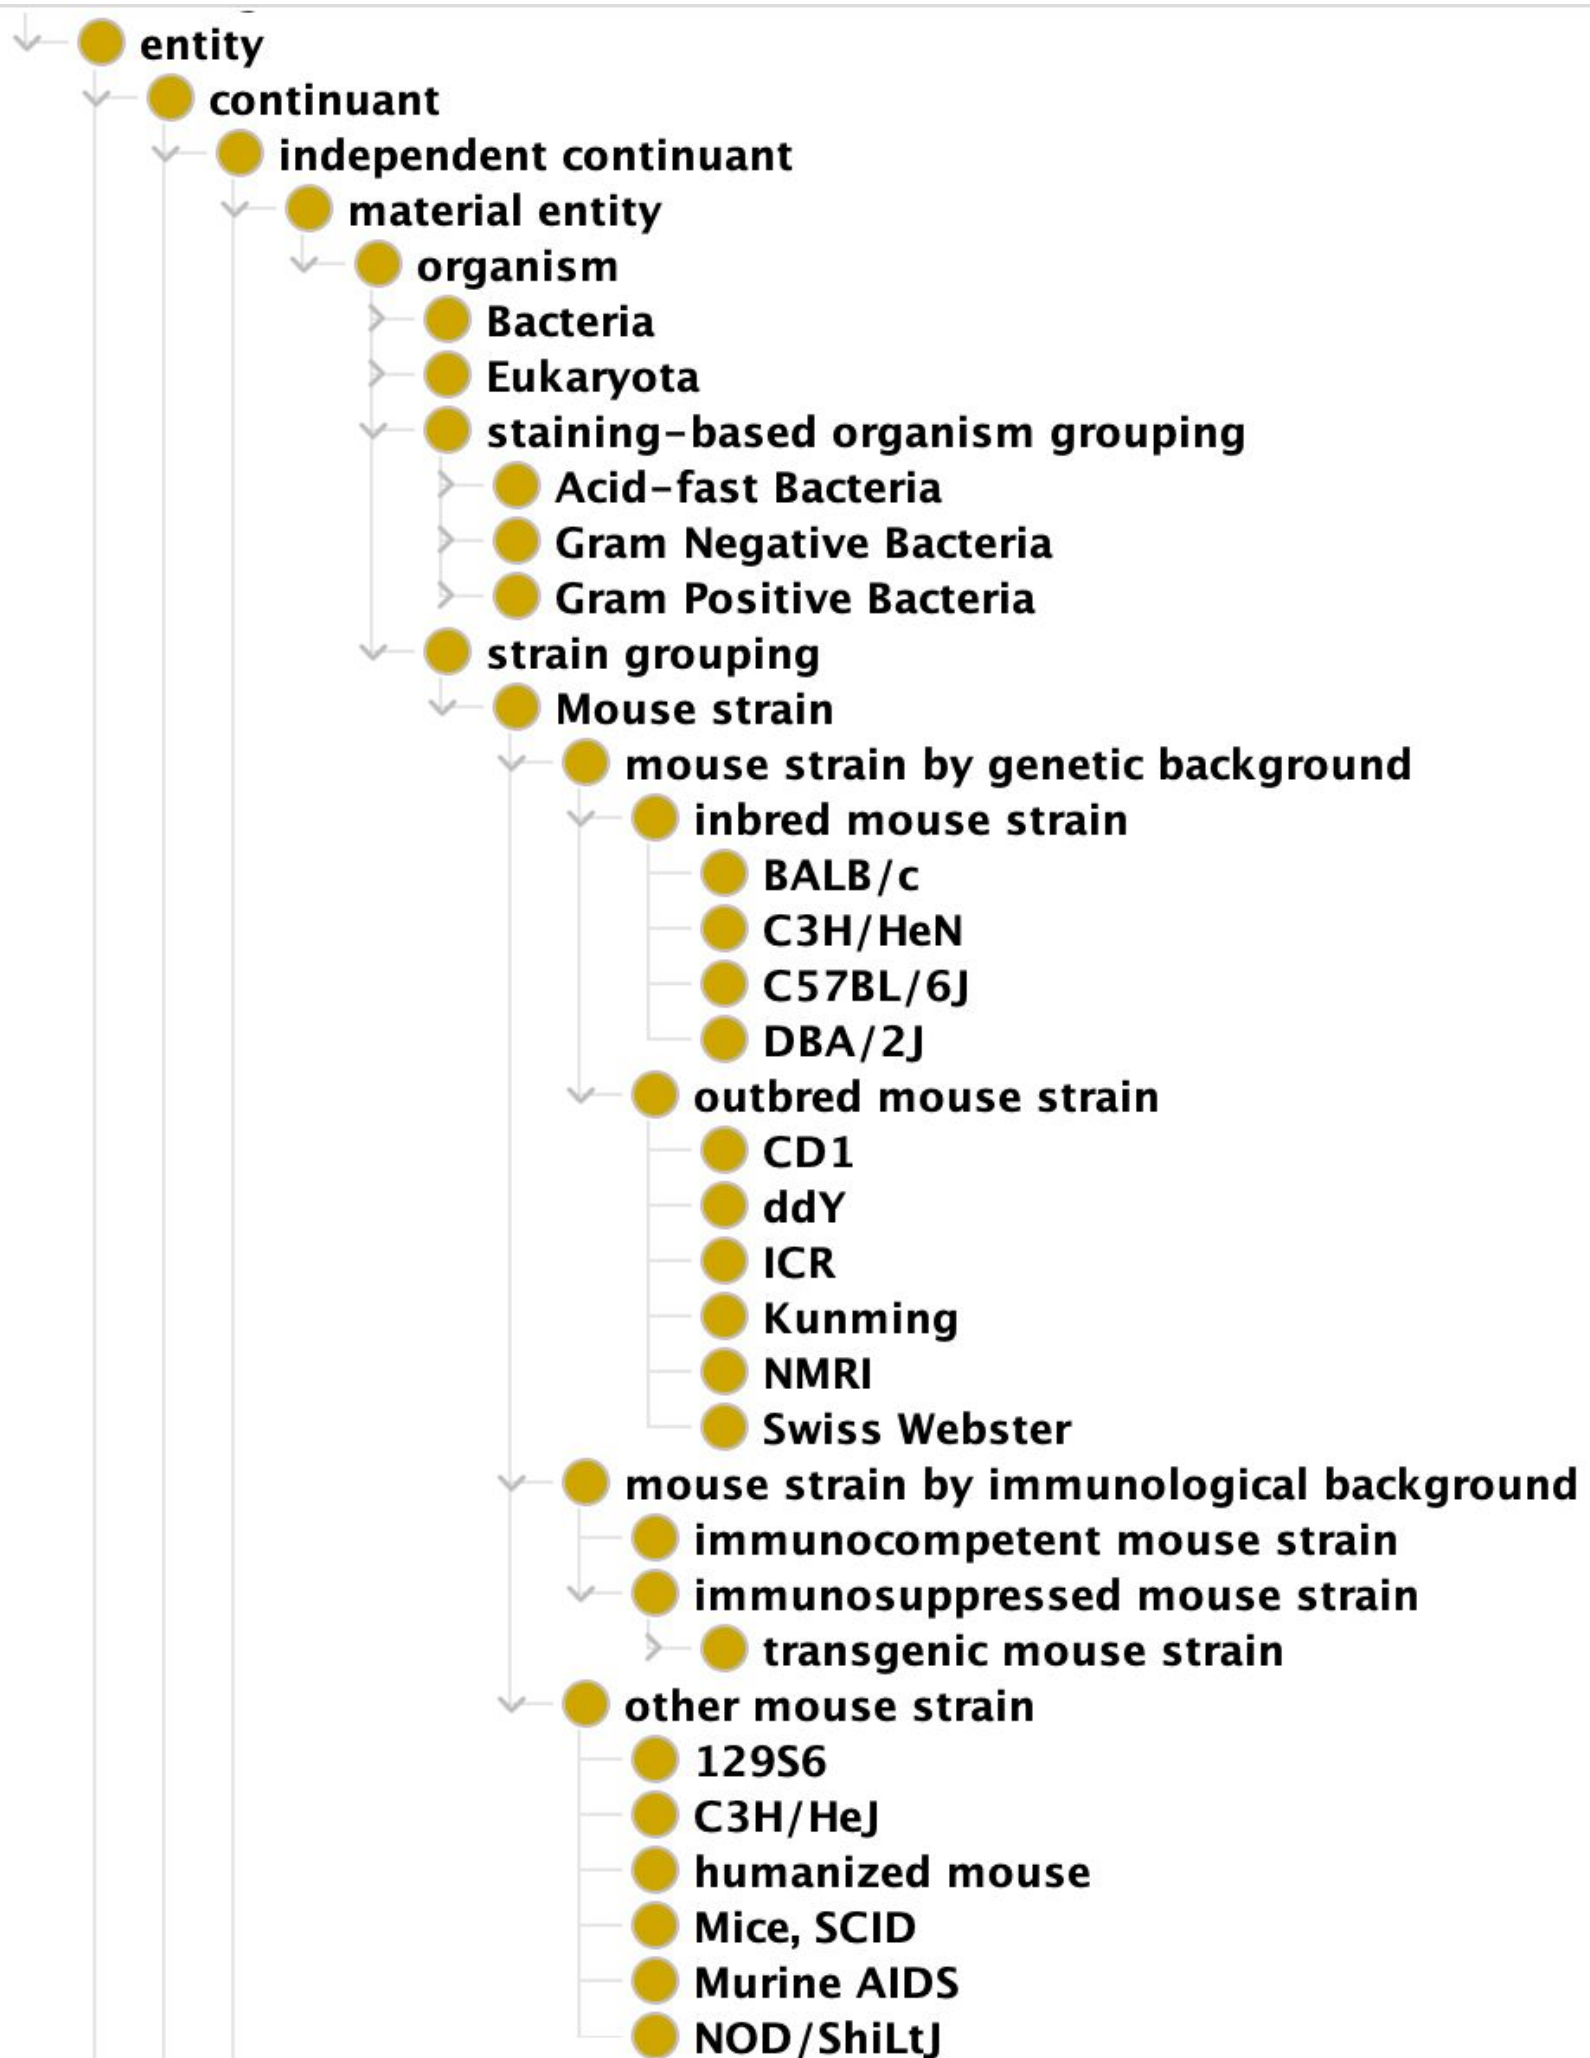 entity
continuant
independent continuant
material entity
organism
Bacteria
Eukaryota
staining-based organism grouping
Acid-fast Bacteria
Gram Negative Bacteria
Gram Positive Bacteria
strain grouping
Mouse strain
mouse strain by genetic background
inbred mouse strain
BALB/c
C3H/HeN
C57BL/6J
DBA/2J
outbred mouse strain
CD1
ddY
ICR
Kunming
NMRI
Swiss Webster
mouse strain by immunological background
immunocompetent mouse strain
immunosuppressed mouse strain
transgenic mouse strain
other mouse strain
129S6
C3H/HeJ
humanized mouse
Mice, SCID
Murine AIDS
NOD/ShiLtJ